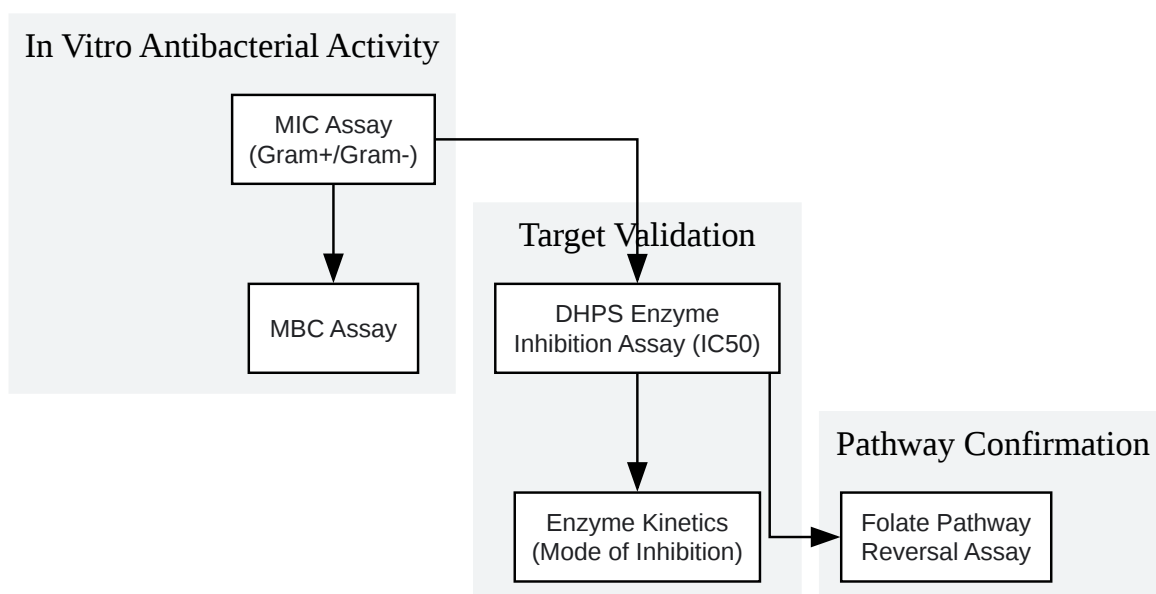 In Vitro Antibacterial Activity
MIC Assay
(Gram+/Gram-)
MBC Assay
Target Validation
DHPS Enzyme
Inhibition Assay (IC50)
Enzyme Kinetics
(Mode of Inhibition)
Pathway Confirmation
Folate Pathway
Reversal Assay